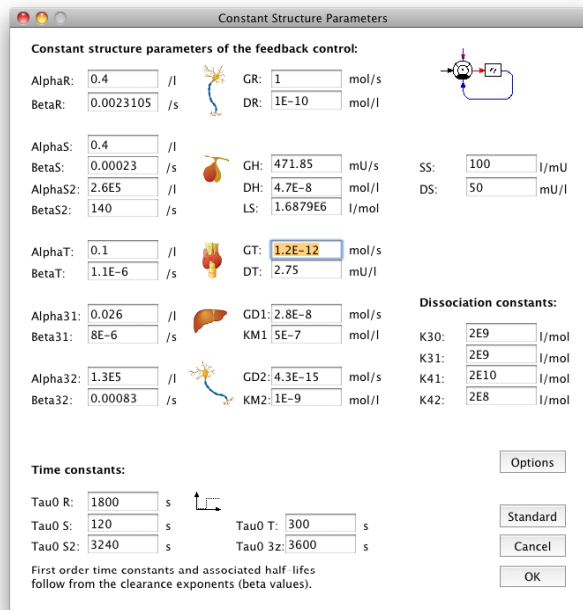 Constant Structure Parameters
Constant structure parameters of the feedback control:
AlphaR: 0.4 /l GR: 1 mol/s
BetaR: 0.0023105 /s DR: 1E-10 mol/l
AlphaS: 0.4 /l
BetaS: 0.00023 /s GH: 471.85 mU/s SS: 100 l/mU
AlphaS2: 2.6E5 /l DH: 4.7E-8 mol/l DS: 50 mU/l
BetaS2: 140 /s LS: 1.6879E6 l/mol
AlphaT: 0.1 /l GT: 1.2E-12 mol/s
BetaT: 1.1E-6 /s DT: 2.75 mU/l
Dissociation constants:
Alpha31: 0.026 /l GD1: 2.8E-8 mol/s
Beta31: 8E-6 /s KM1 5E-7 mol/l K30: 2E9 l/mol
K31: 2E9 l/mol
Alpha32: 1.3E5 /l GD2: 4.3E-15 mol/s K41: 2E10 l/mol
Beta32: 0.00083 /s KM2: 1E-9 mol/l K42: 2E8 l/mol
Options
Time constants:
Tau0 R: 1800 s
Standard
Tau0 S: 120 s Tau0 T: 300 s
Tau0 S2: 3240 s Tau0 3z: 3600 s Cancel
First order time constants and associated half-lifes
follow from the clearance exponents (beta values).
OK